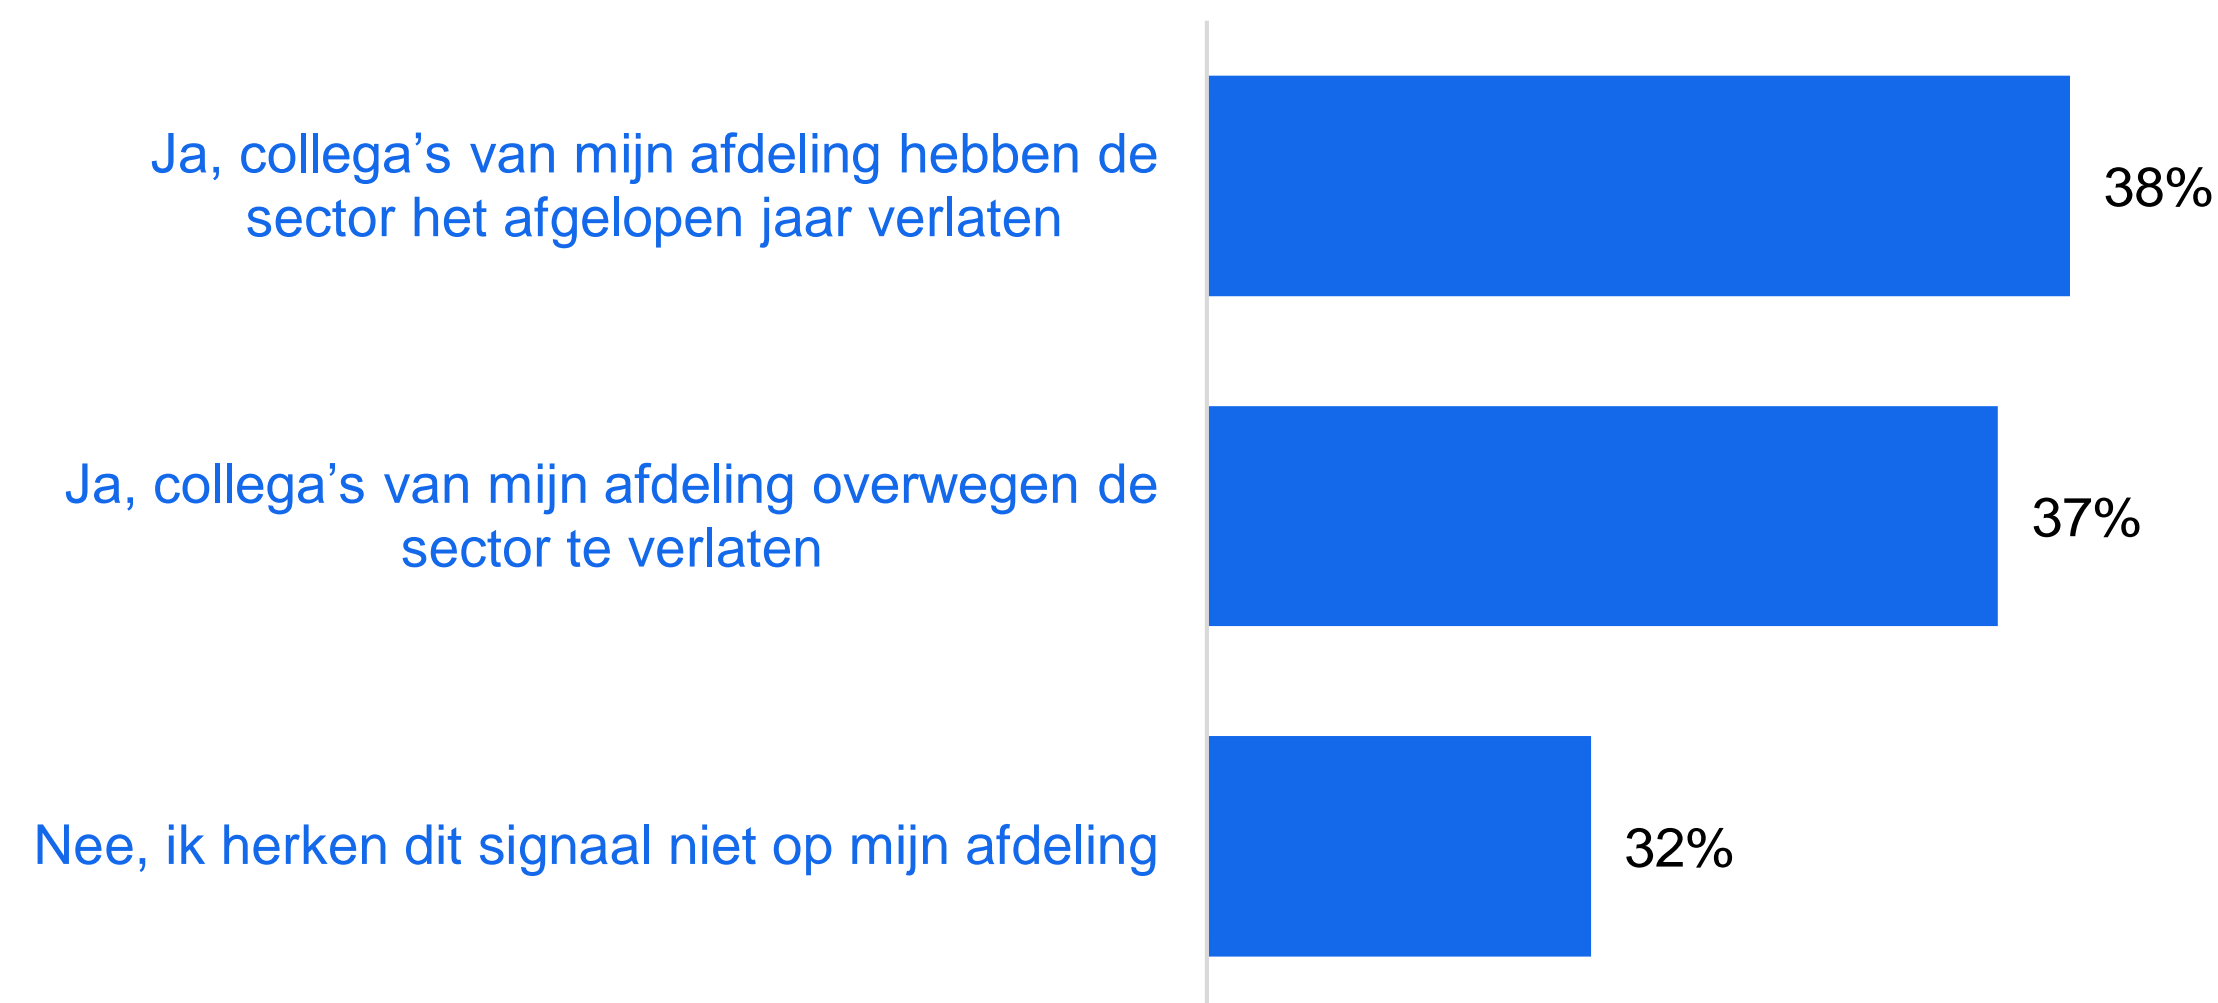 Ja, collega’s van mijn afdeling hebben de
sector het afgelopen jaar verlaten
38%
Ja, collega’s van mijn afdeling overwegen de
sector te verlaten
37%
Nee, ik herken dit signaal niet op mijn afdeling
32%